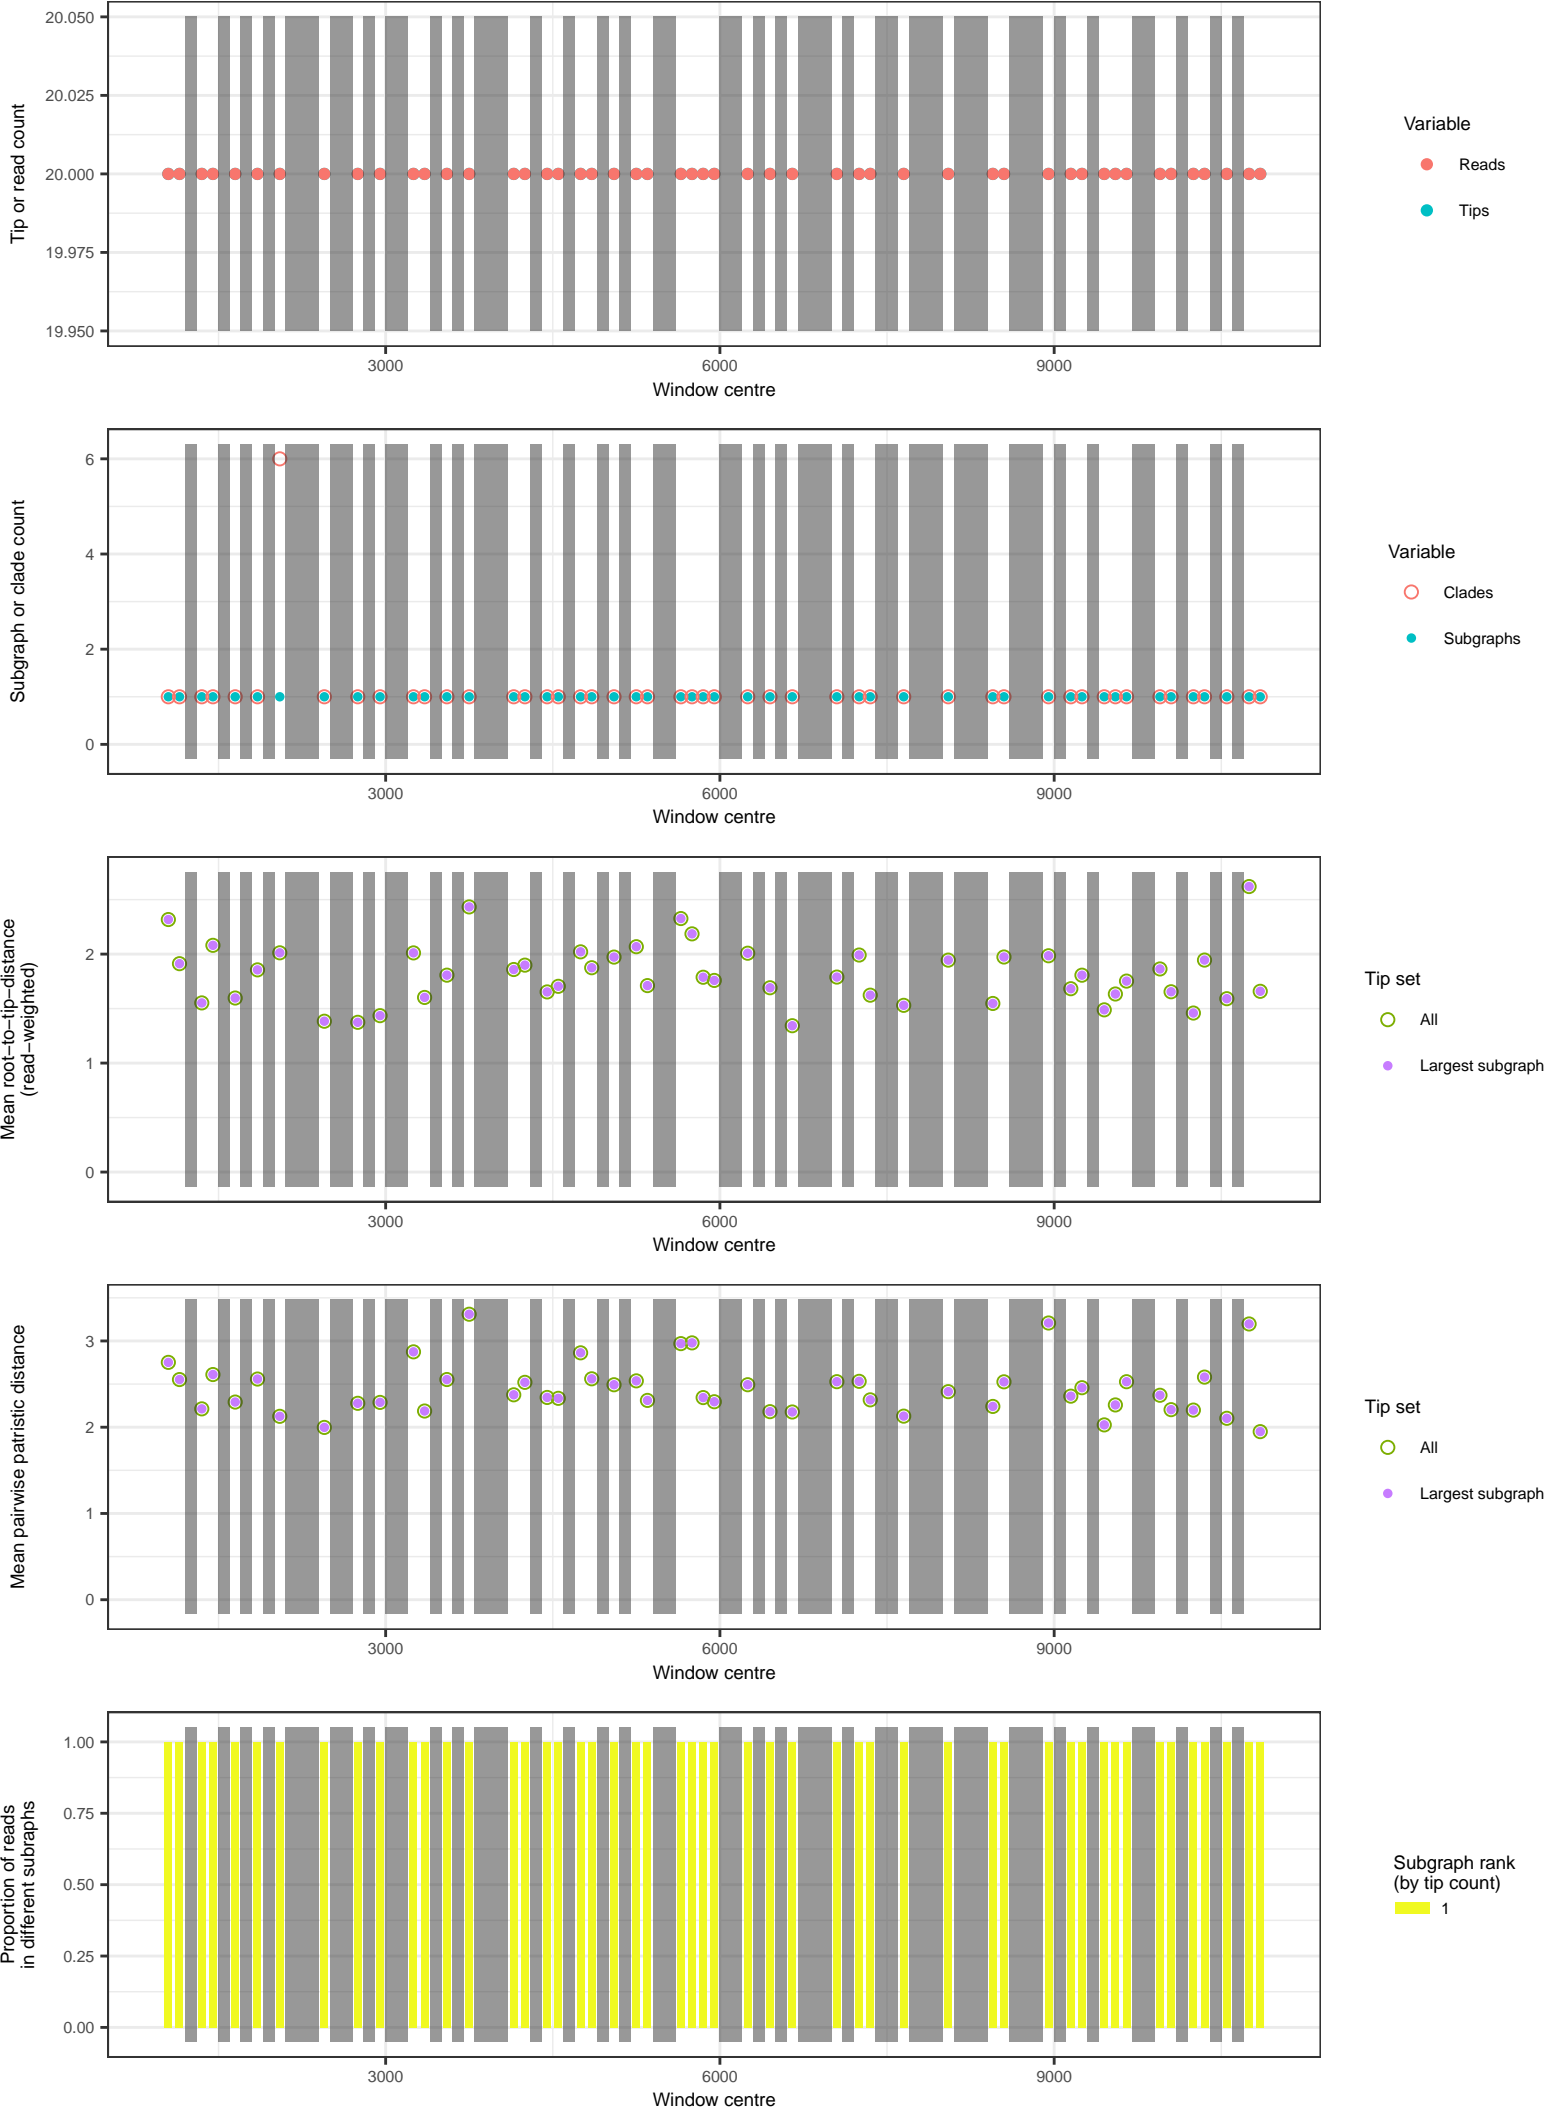 20.050
20.025
20.000
19.975
19.950
Tip or read count
3000
6000
9000
Window centre
Variable
Reads
Tips
6
4
2
0
Subgraph or clade count
3000
6000
9000
Window centre
Variable
Clades
Subgraphs
2
1
0
Mean root−to−tip−distance
(read−weighted)
3000
6000
9000
Window centre
Tip set
All
Largest subgraph
3
2
1
0
Mean pairwise patristic distance
3000
6000
9000
Window centre
Tip set
All
Largest subgraph
1.00
0.75
0.50
0.25
0.00
Proportion of reads
in different subraphs
3000
6000
9000
Window centre
Subgraph rank
(by tip count)
1